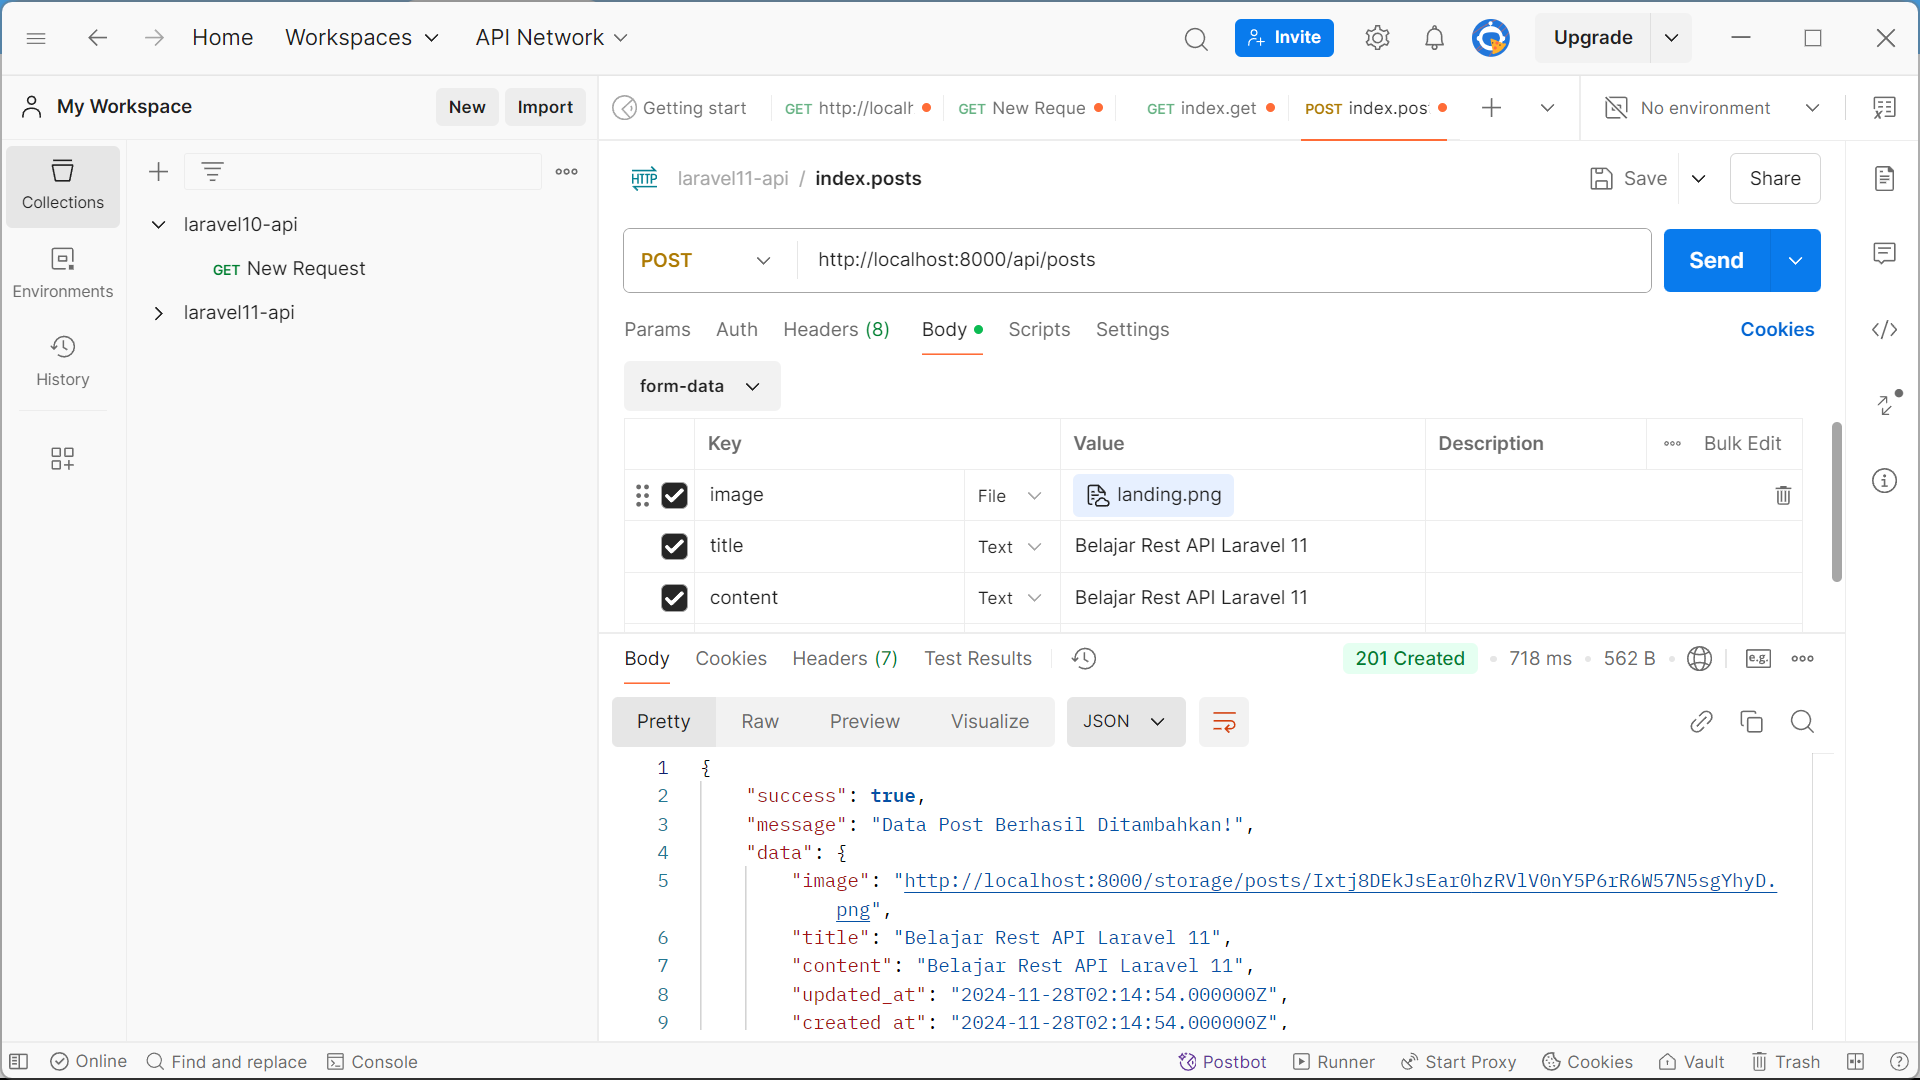 Home Workspaces API Network Invite Upgrade
My Workspace New Import
Getting start GET http://localh GET New Reque GET index.get POST index.pos No environment
Collections
Environments
History
laravel10-api
GET New Request
laravel11-api
HTTP laravel11-api / index.posts Save Share
POST http://localhost:8000/api/posts Send
Params Auth Headers (8) Body Scripts Settings Cookies
form-data
Key Value Description Bulk Edit
image File landing.png
title Text Belajar Rest API Laravel 11
content Text Belajar Rest API Laravel 11
Body Cookies Headers (7) Test Results 201 Created 718 ms 562 B e.g.
Pretty Raw Preview Visualize JSON
1 {
2 "success": true,
3 "message": "Data Post Berhasil Ditambahkan!",
4 "data": {
5 "image": "http://localhost:8000/storage/posts/Ixtj8DEkJsEar0hzRVlV0nY5P6rR6W57N5sgYhyD.
png",
6 "title": "Belajar Rest API Laravel 11",
7 "content": "Belajar Rest API Laravel 11",
8 "updated_at": "2024-11-28T02:14:54.000000Z",
9 "created_at": "2024-11-28T02:14:54.000000Z",
Online Find and replace Console Postbot Runner Start Proxy Cookies Vault Trash